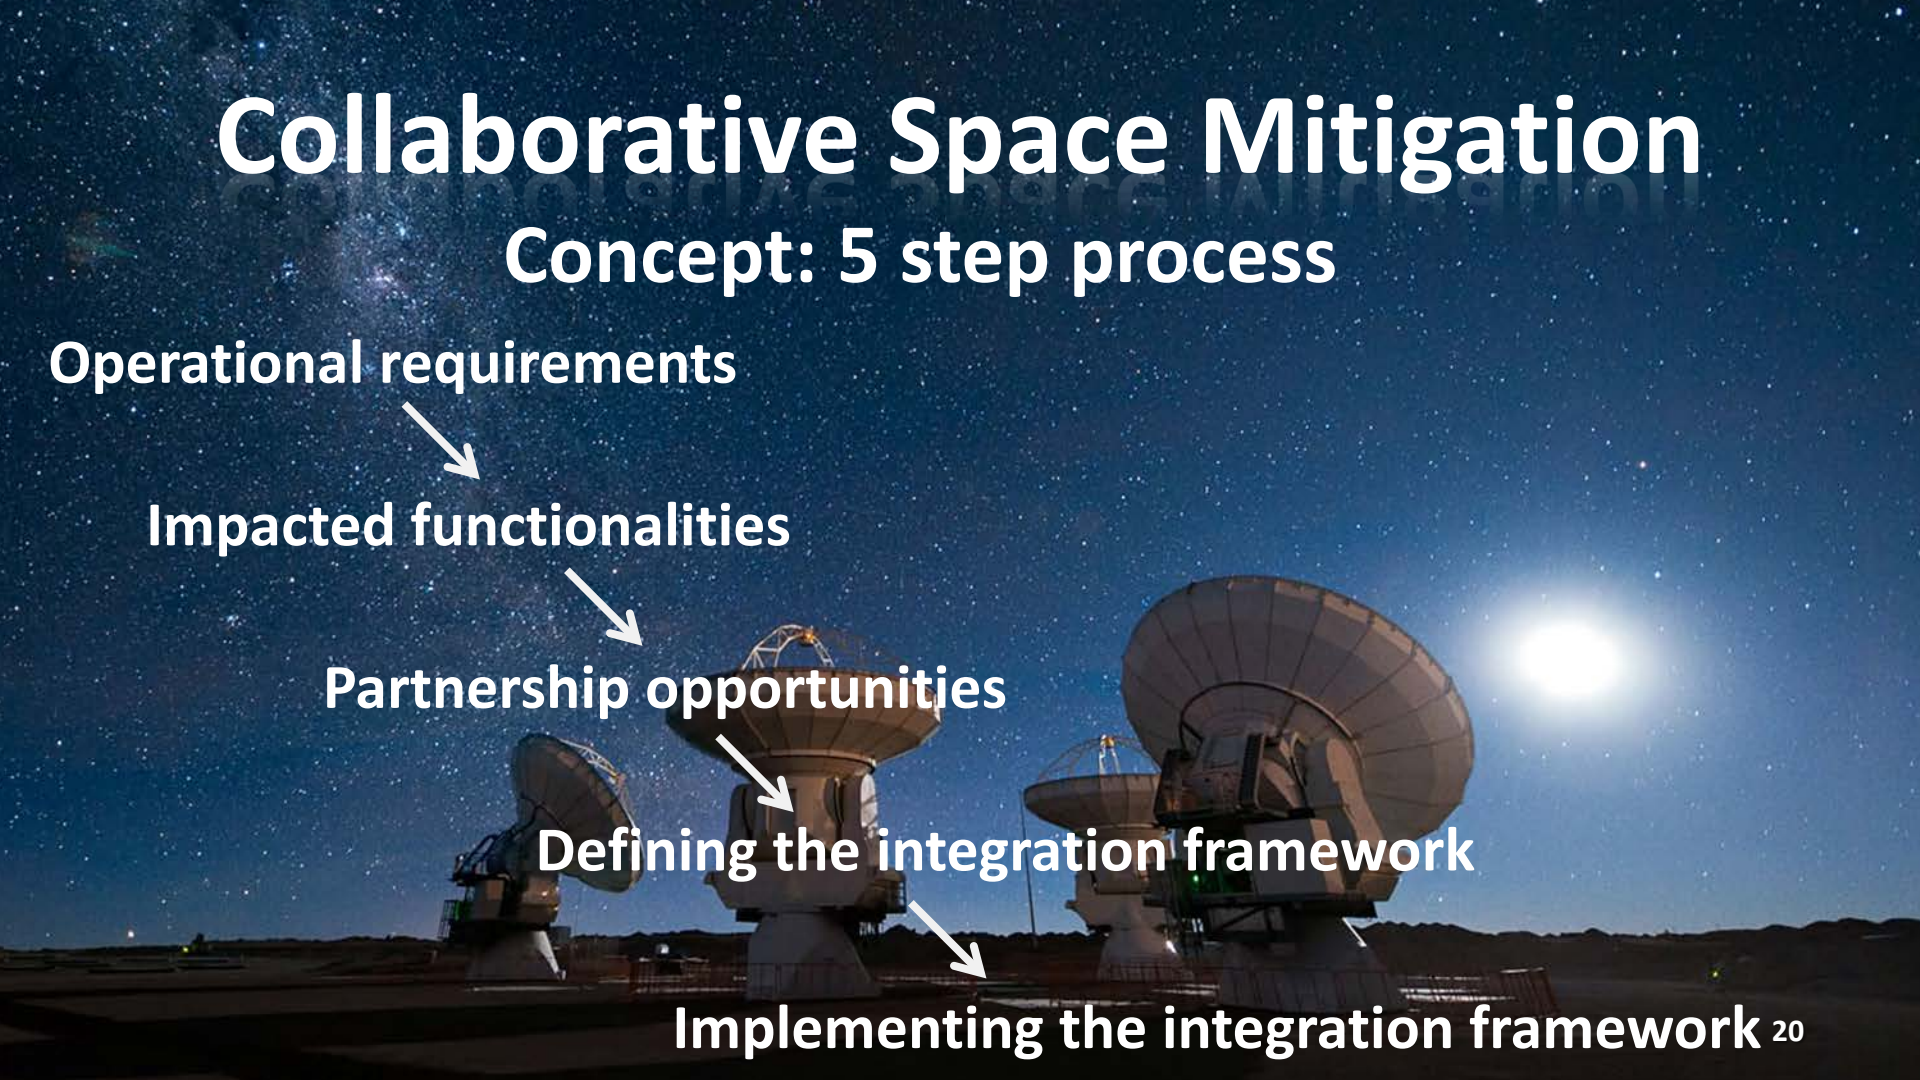 Collaborative Space Mitigation
Concept: 5 step process
Operational requirements
Impacted functionalities
Partnership opportunities
Defining the integration framework
Implementing the integration framework
20